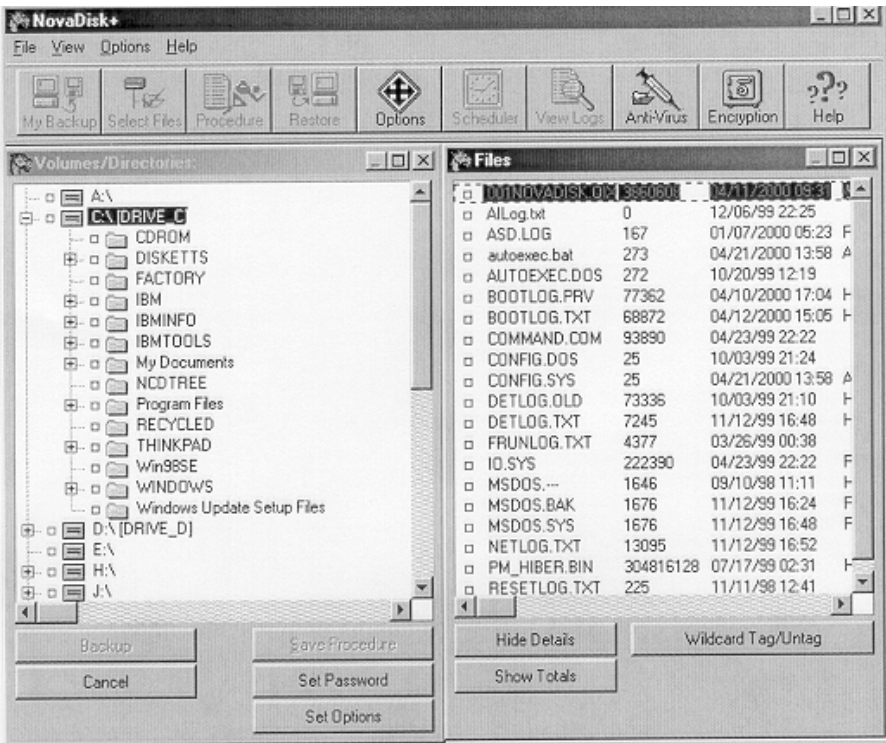 NovaDisk+
File View Options Help
My Backup Select Files Procedure Restore Options Scheduler View Logs Anti-Virus Encryption Help
Volumes/Directories:
A:\
C:\ [DRIVE_C]
CDROM
DISKETTS
FACTORY
IBM
IBMINFO
IBMTOOLS
My Documents
NCDTREE
Program Files
RECYCLED
THINKPAD
Win98SE
WINDOWS
Windows Update Setup Files
D:\ [DRIVE_D]
E:\
H:\
J:\
Backup Save Procedure
Cancel Set Password
Set Options
Files
04/11/2000 09:31
AILog.txt 0 12/06/99 22:25
ASD.LOG 167 01/07/2000 05:23 F
autoexec.bat 273 04/21/2000 13:58 A
AUTOEXEC.DOS 272 10/20/99 12:19
BOOTLOG.PRV 77362 04/10/2000 17:04 H
BOOTLOG.TXT 68872 04/12/2000 15:05 H
COMMAND.COM 93890 04/23/99 22:22
CONFIG.DOS 25 10/03/99 21:24
CONFIG.SYS 25 04/21/2000 13:58 A
DETLOG.OLD 73336 10/03/99 21:10 H
DETLOG.TXT 7245 11/12/99 16:48 H
FRUNLOG.TXT 4377 03/26/99 00:38
IO.SYS 222390 04/23/99 22:22 F
MSDOS.--- 1646 09/10/98 11:11 H
MSDOS.BAK 1676 11/12/99 16:24 F
MSDOS.SYS 1676 11/12/99 16:48 F
NETLOG.TXT 13095 11/12/99 16:52
PM_HIBER.BIN 304816128 07/17/99 02:31 H
RESETLOG.TXT 225 11/11/98 12:41
Hide Details Wildcard Tag/Untag
Show Totals